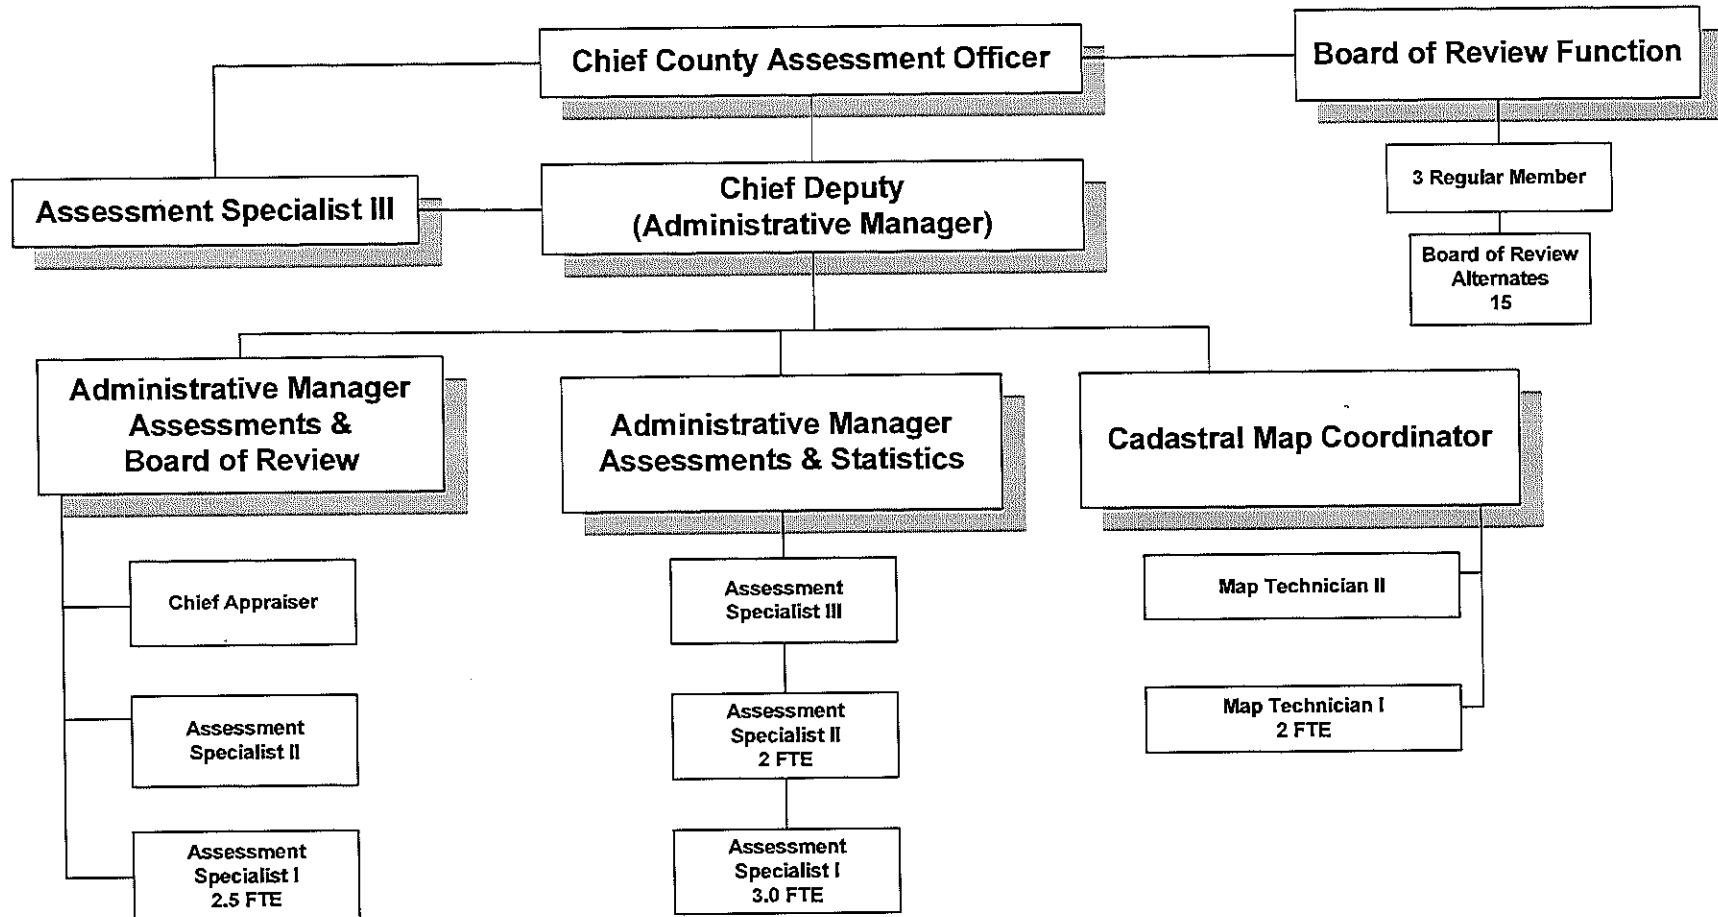 Chief County Assessment Officer
Board of Review Function
3 Regular Member
Board of Review
Alternates
15
Assessment Specialist III
Chief Deputy
(Administrative Manager)
Administrative Manager
Assessments &
Board of Review
Administrative Manager
Assessments & Statistics
Cadastral Map Coordinator
Chief Appraiser
Assessment
Specialist II
Assessment
Specialist I
2.5 FTE
Assessment
Specialist III
Assessment
Specialist II
2 FTE
Assessment
Specialist I
3.0 FTE
Map Technician II
Map Technician I
2 FTE